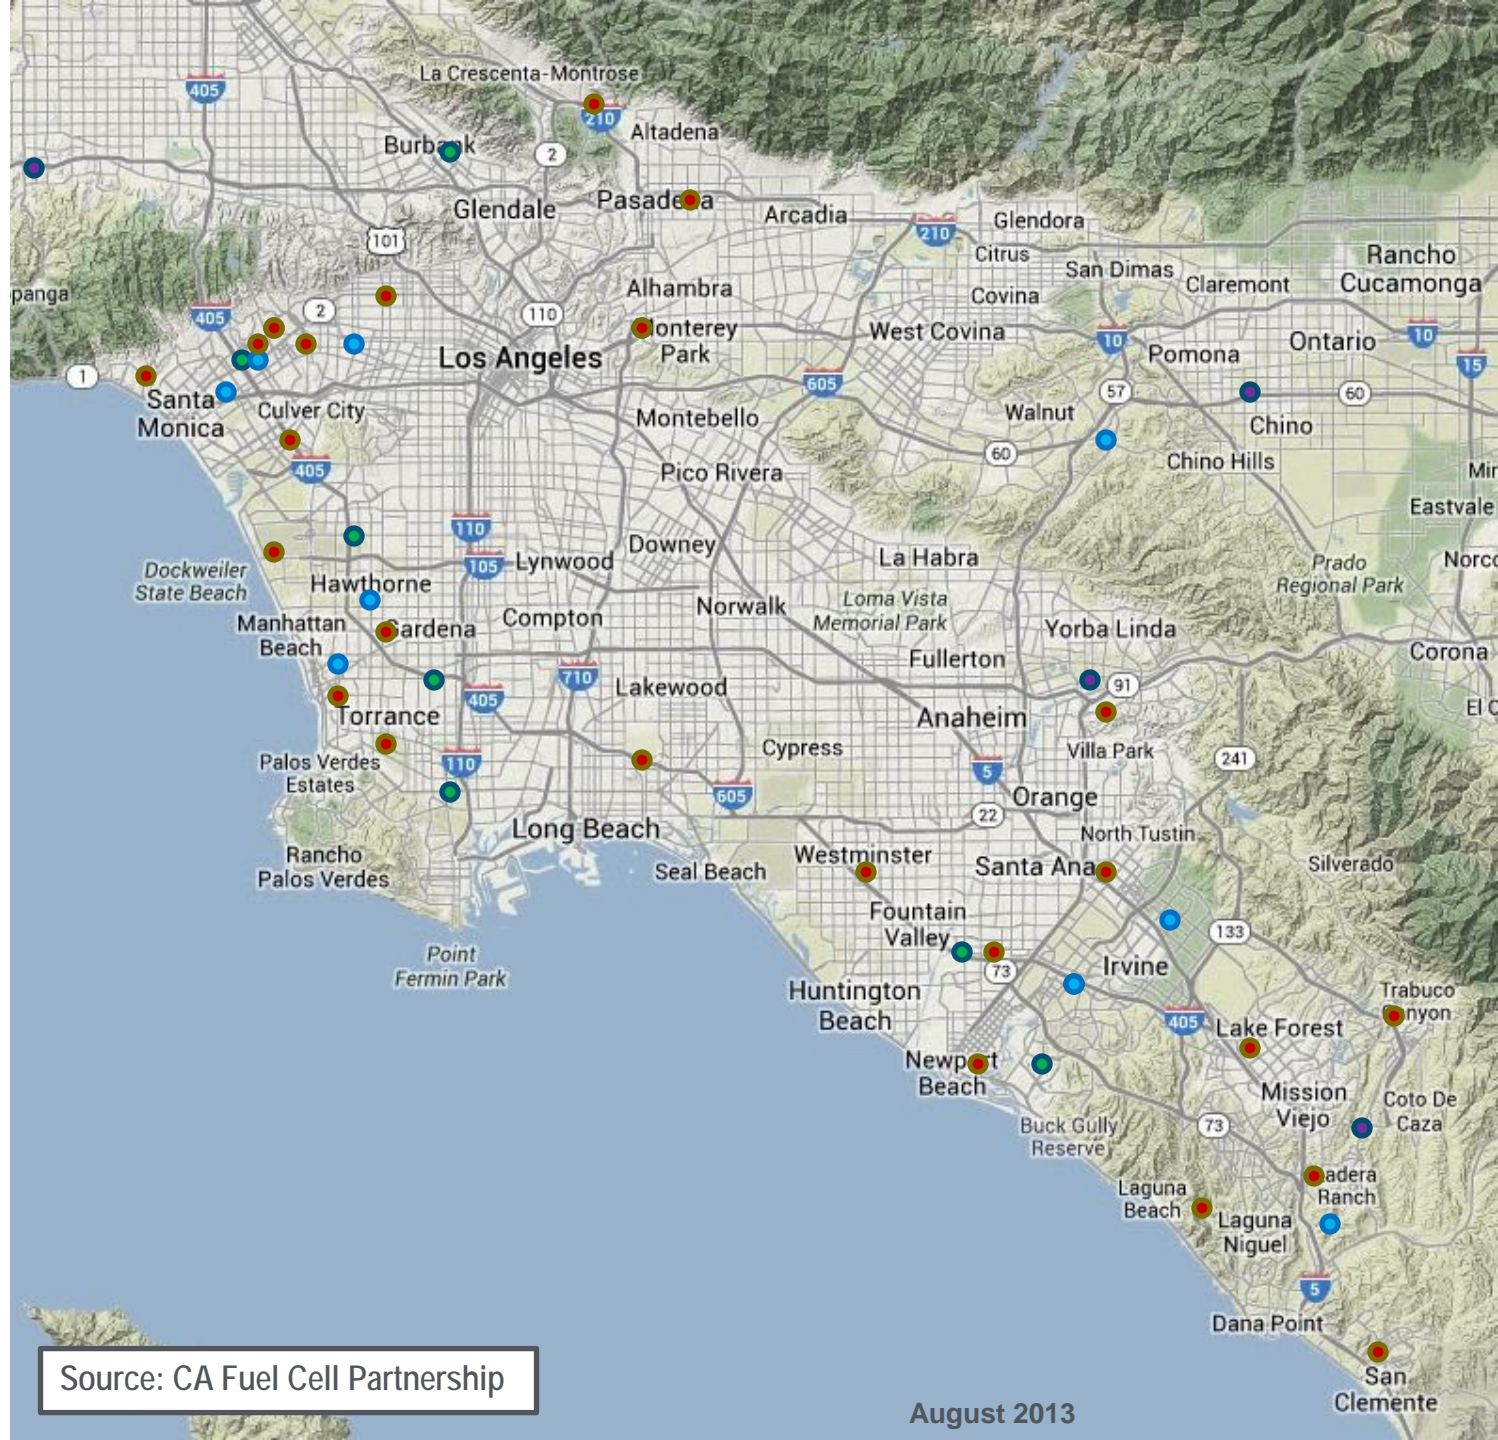 La Crescenta-Montrose
405
210
Altadena
Burbank
2
Pasadena
Glendale
Arcadia
Glendora
210
101
Citrus
Rancho
Cucamonga
San Dimas
Claremont
panga
Alhambra
Covina
405
2
110
Monterey
Park
West Covina
10
Pomona
Ontario
10
Los Angeles
15
1
605
57
60
Santa
Monica
Culver City
Montebello
Walnut
Chino
405
Pico Rivera
60
Chino Hills
Mir
Eastvale
110
Downey
La Habra
105
Lynwood
Prado
Regional Park
Norco
Dockweiler
State Beach
Hawthorne
Norwalk
Loma Vista
Memorial Park
Compton
Manhattan
Beach
Gardena
Yorba Linda
Fullerton
Corona
710
Lakewood
91
405
El C
Torrance
Anaheim
Cypress
Villa Park
241
Palos Verdes
Estates
110
5
605
Orange
22
Long Beach
North Tustin
Rancho
Palos Verdes
Seal Beach
Westminster
Santa Ana
Silverado
Fountain
Valley
133
Point
Fermin Park
73
Irvine
Huntington
Beach
Trabuco
Canyon
405
Lake Forest
Newport
Beach
Mission
Viejo
Coto De
Caza
Buck Gully
Reserve
73
Laguna
Beach
Ladera
Ranch
Laguna
Niguel
5
Dana Point
San
Clemente
Source: CA Fuel Cell Partnership
August 2013